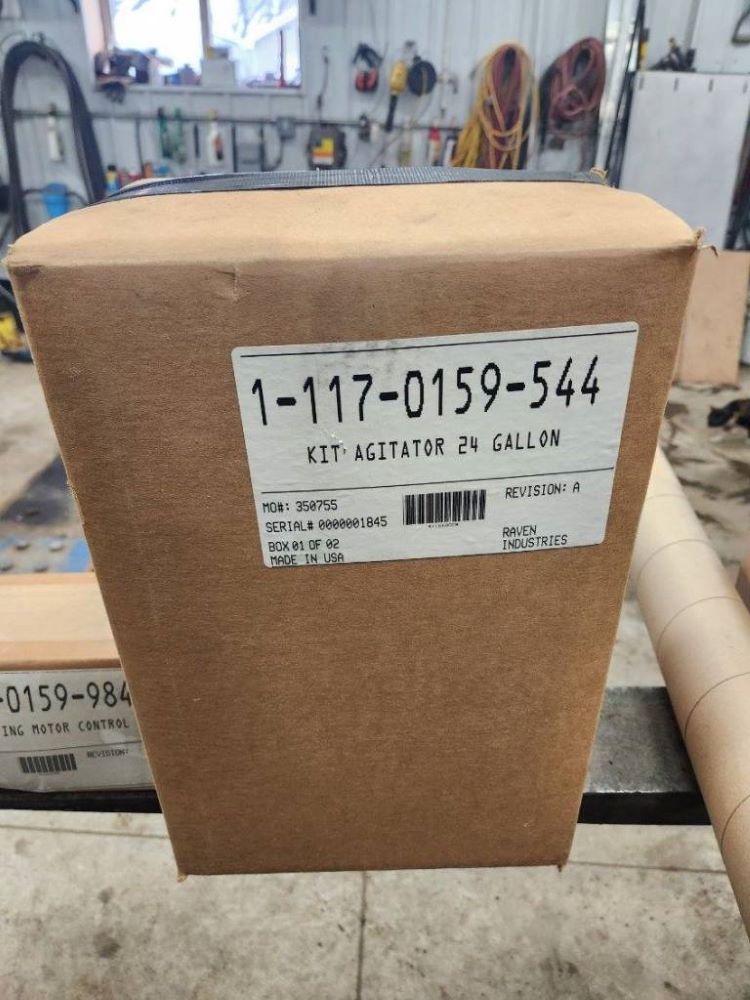 1-117-0159-544
KIT, AGITATOR 24 GALLON
MO#: 350755
REVISION: A
SERIAL# 0000001845
BOX 01 OF 02
RAVEN
INDUSTRIES
MADE IN USA
-0159-984
ING MOTOR CONTROL
REVISION: